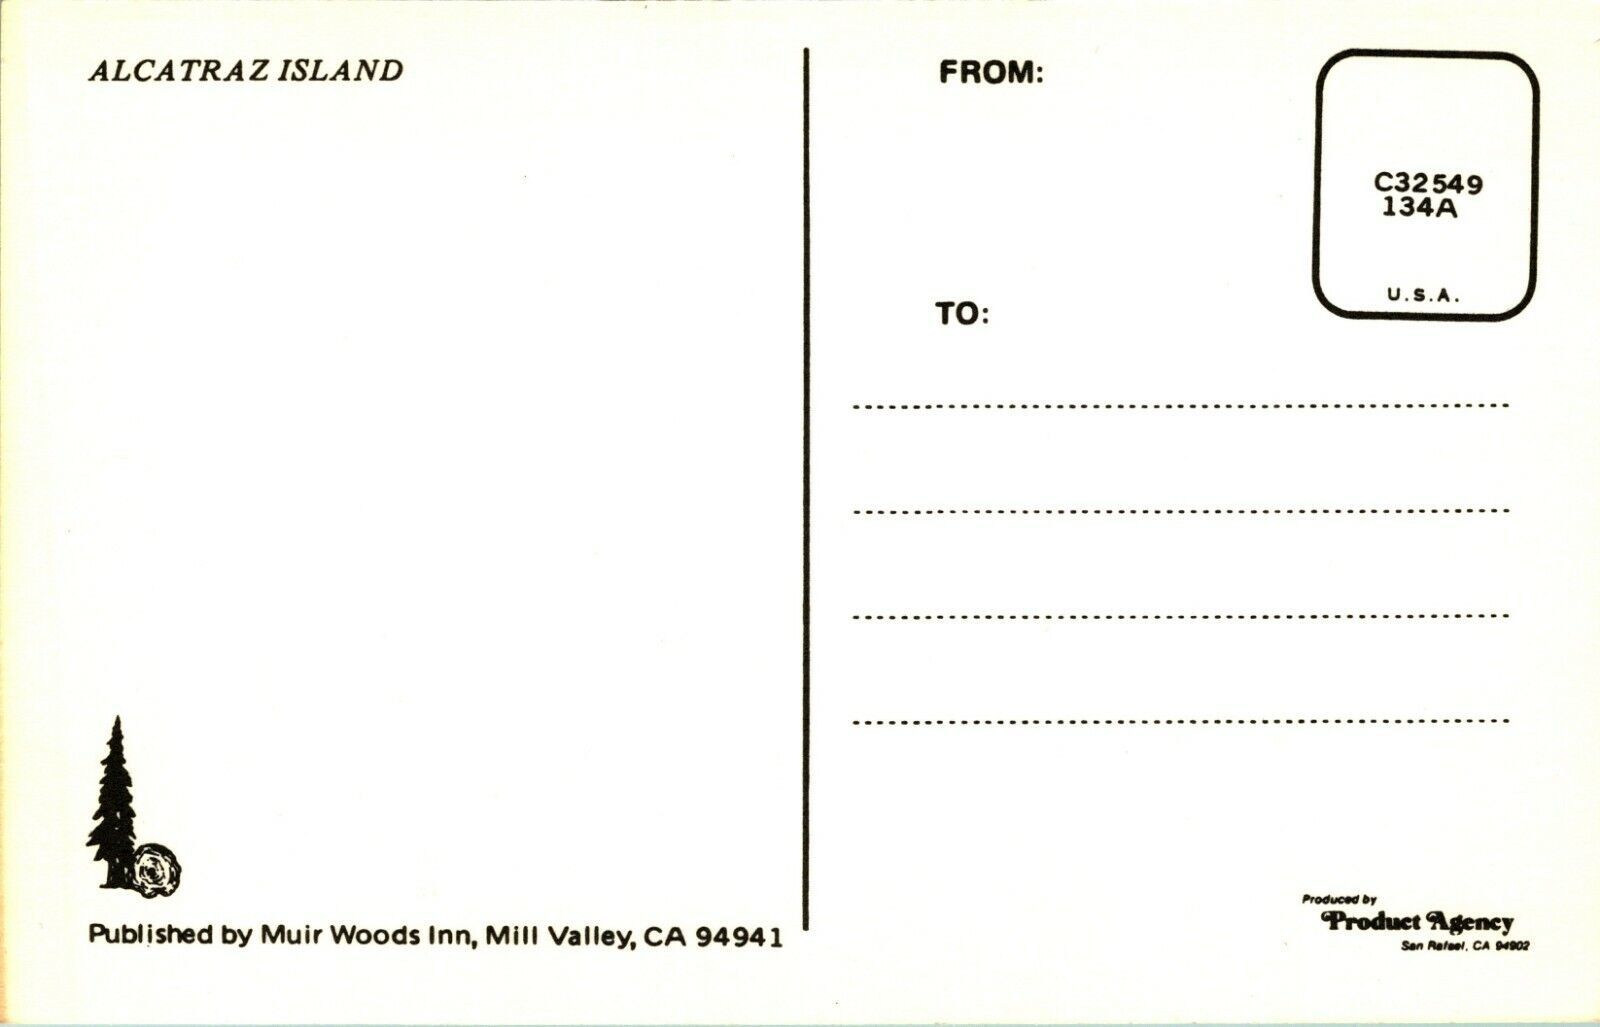 ALCATRAZ ISLAND
Published by Muir Woods Inn, Mill Valley, CA 94941
FROM:
C32549
134A
U.S.A.
TO:
Produced by
Product Agency
San Rafael, CA 94902